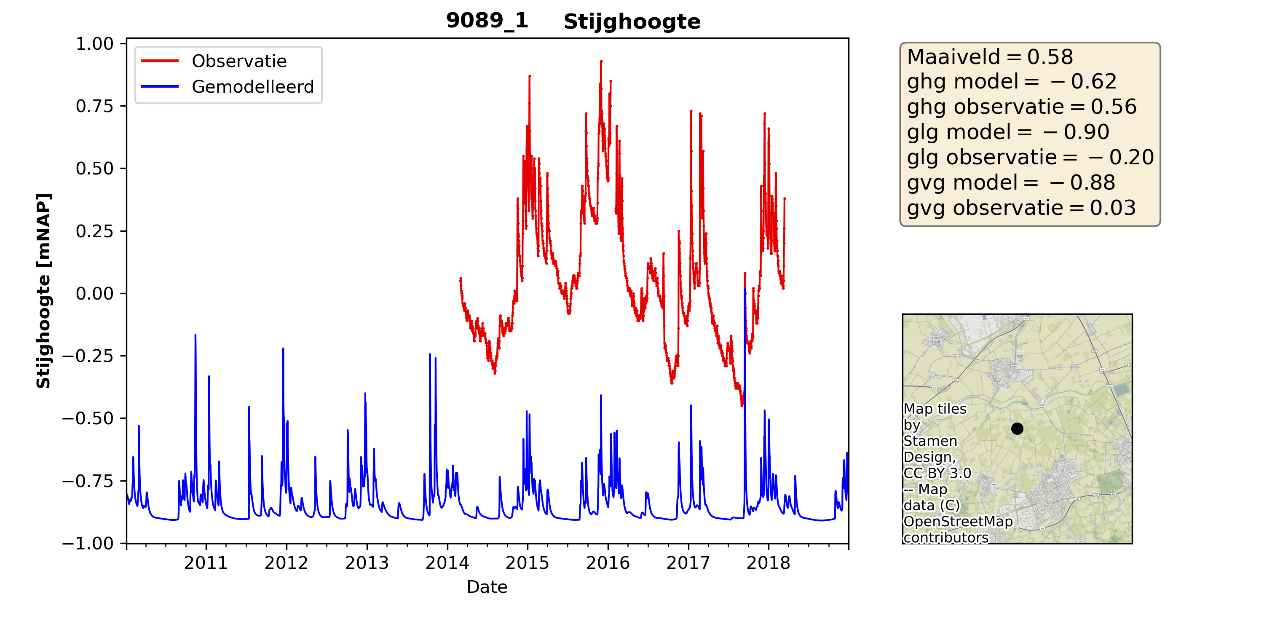 9089_1 Stijghoogte
1.00
0.75
0.50
0.25
0.00
−0.25
−0.50
−0.75
−1.00
Stijghoogte [mNAP]
Observatie
Gemodelleerd
2011 2012 2013 2014 2015 2016 2017 2018
Date
Maaiveld = 0.58
ghg model = − 0.62
ghg observatie = 0.56
glg model = − 0.90
glg observatie = − 0.20
gvg model = − 0.88
gvg observatie = 0.03
Map tiles
by
Stamen
Design,
CC BY 3.0
-- Map
data (C)
OpenStreetMap
contributors